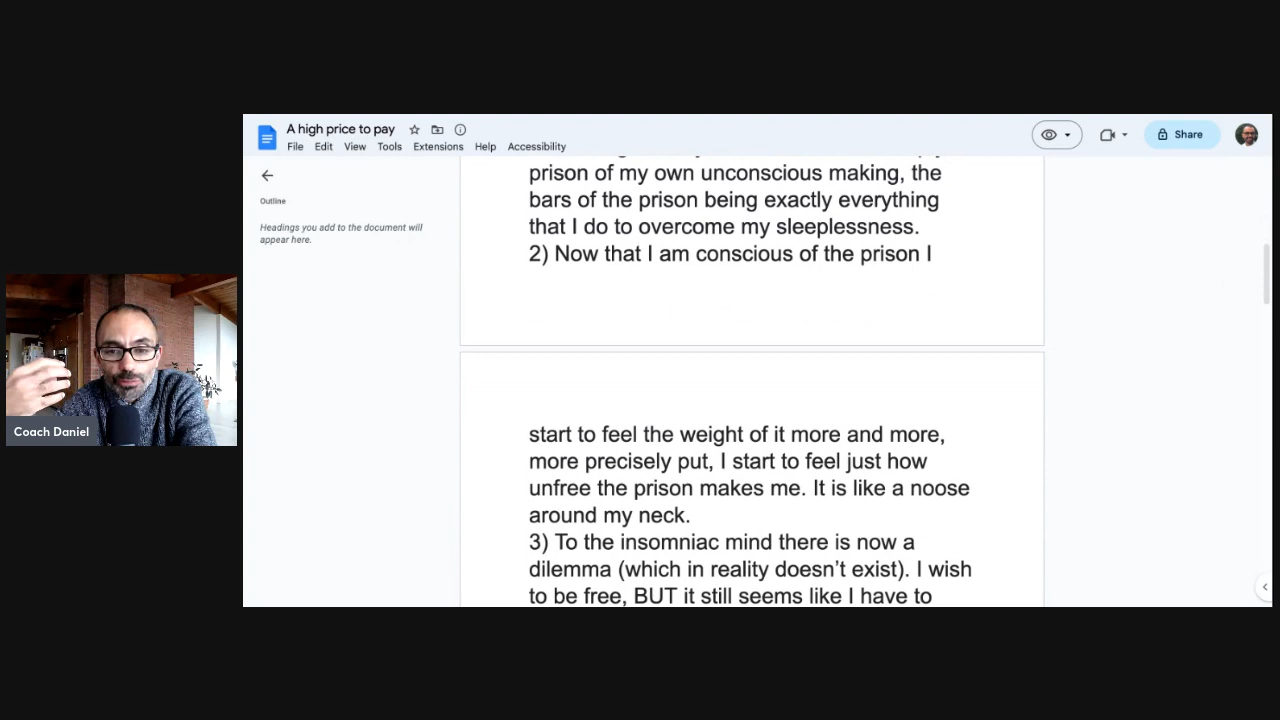 A high price to pay
File Edit View Tools Extensions Help Accessibility
Share
Outline
Headings you add to the document will
appear here.
prison of my own unconscious making, the
bars of the prison being exactly everything
that I do to overcome my sleeplessness.
2) Now that I am conscious of the prison I
start to feel the weight of it more and more,
more precisely put, I start to feel just how
unfree the prison makes me. It is like a noose
around my neck.
3) To the insomniac mind there is now a
dilemma (which in reality doesn’t exist). I wish
to be free, BUT it still seems like I have to
Coach Daniel